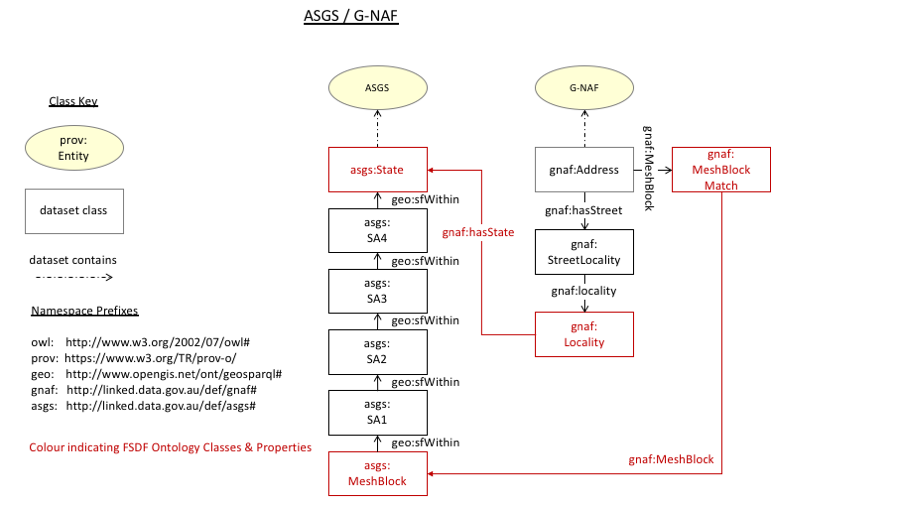 ASGS / G-NAF
Class Key
prov:
Entity
dataset class
dataset contains
Namespace Prefixes
owl: http://www.w3.org/2002/07/owl#
prov: https://www.w3.org/TR/prov-o/
geo: http://www.opengis.net/ont/geosparql#
gnaf: http://linked.data.gov.au/def/gnaf#
asgs: http://linked.data.gov.au/def/asgs#
Colour indicating FSDF Ontology Classes & Properties
ASGS
asgs:State
geo:sfWithin
asgs:
SA4
geo:sfWithin
asgs:
SA3
geo:sfWithin
asgs:
SA2
geo:sfWithin
asgs:
SA1
geo:sfWithin
asgs:
MeshBlock
gnaf:hasState
G-NAF
gnaf:Address
gnaf:hasStreet
gnaf:
StreetLocality
gnaf:locality
gnaf:
Locality
gnaf:MeshBlock
gnaf:
MeshBlock
Match
gnaf:MeshBlock